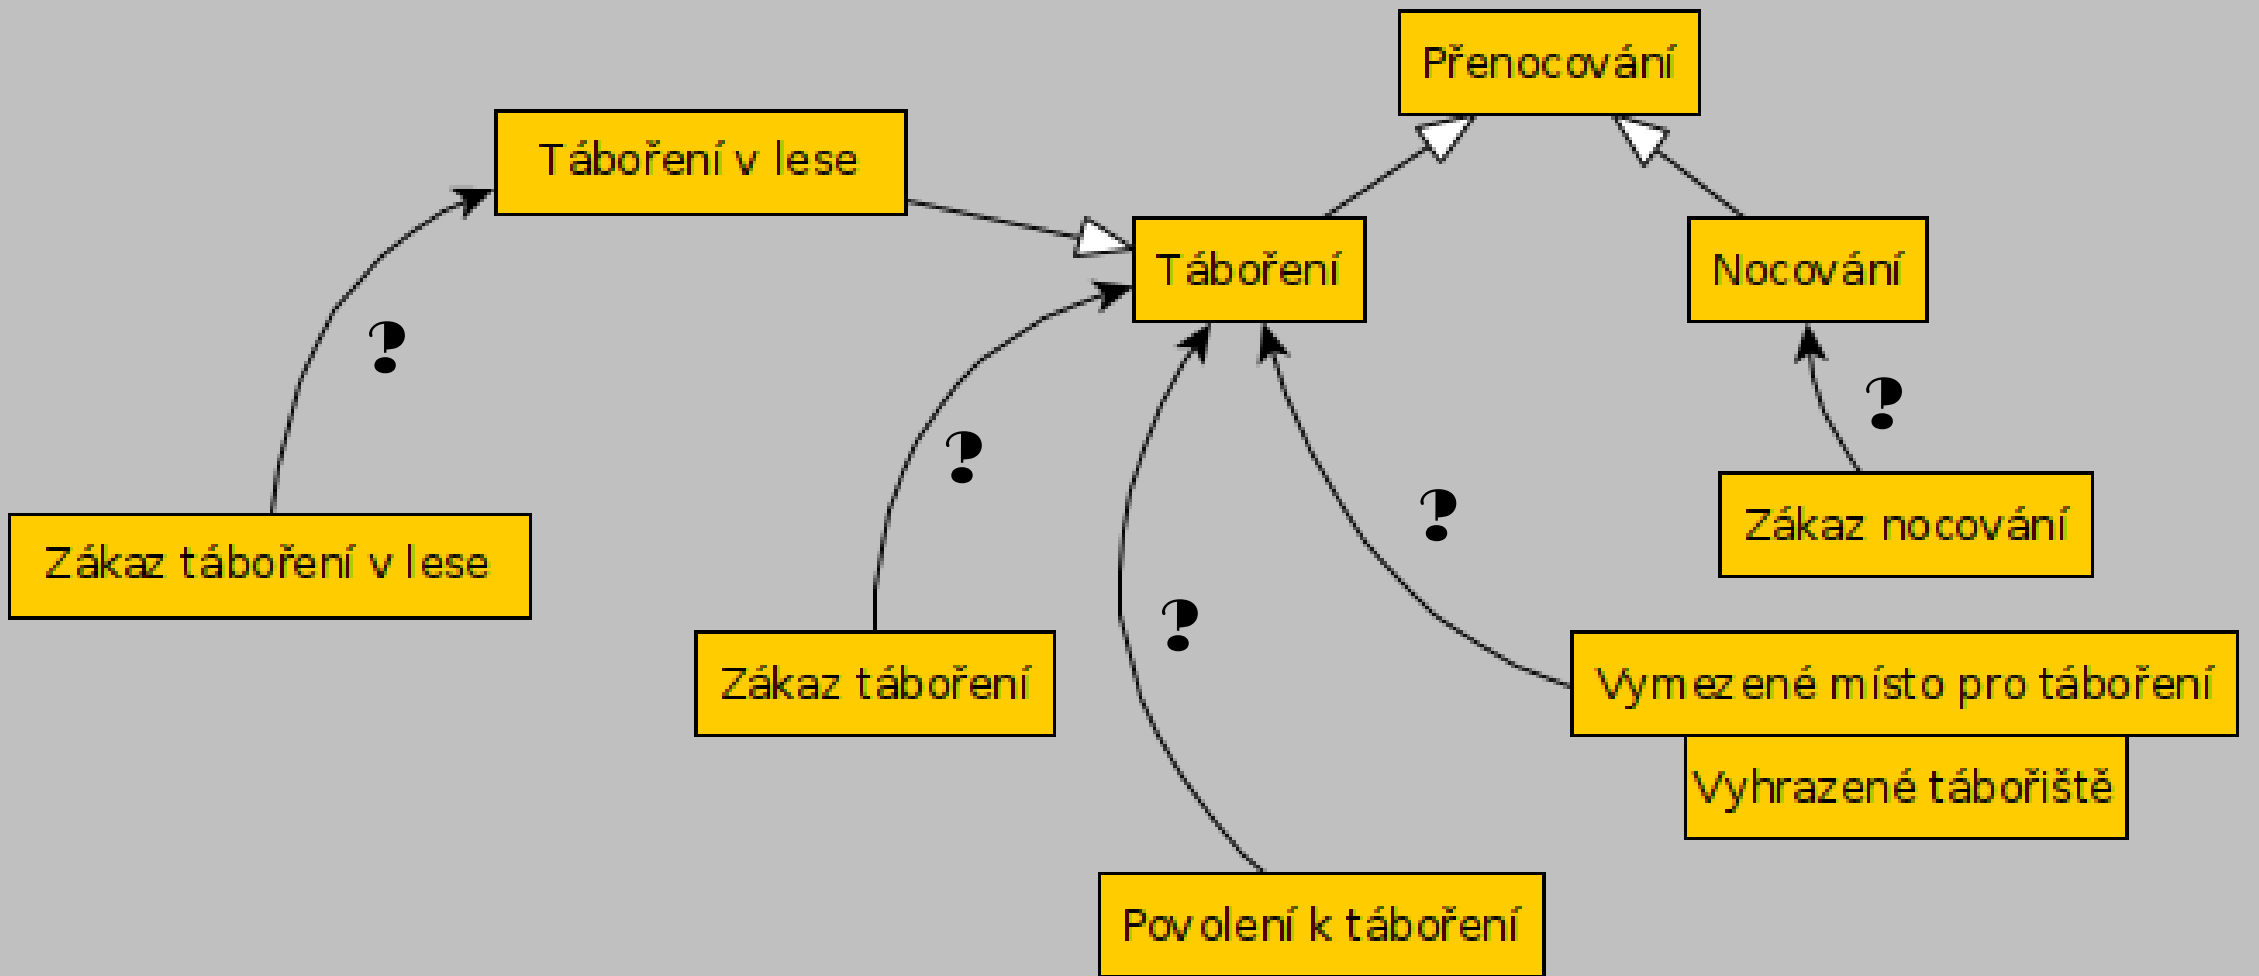 Přenocování
Táboření v lese
Táboření
Nocování
?
?
?
?
Zákaz nocování
Zákaz táboření v lese
?
Zákaz táboření
Vymezené místo pro táboření
Vyhrazené tábořiště
Povolení k táboření